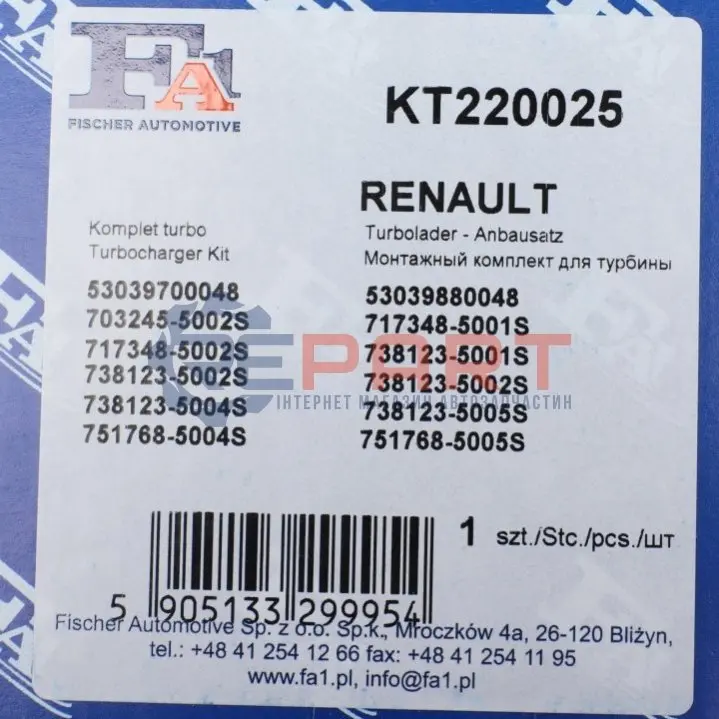 FA1
FISCHER AUTOMOTIVE
KT220025
RENAULT
Komplet turbo
Turbocharger Kit
Turbolader - Anbausatz
Монтажный комплект для турбины
53039700048
703245-5002S
717348-5002S
738123-5002S
738123-5004S
751768-5004S
53039880048
717348-5001S
738123-5001S
738123-5002S
738123-5005S
751768-5005S
EPART
ІНТЕРНЕТ МАГАЗИН АВТОЗАПЧАСТИН
1 szt./Stc./pcs./шт
5 905133 299954
Fischer Automotive Sp. z o.o. Sp.k., Mroczków 4a, 26-120 Bliżyn,
tel.: +48 41 254 12 66 fax: +48 41 254 11 95
www.fa1.pl, info@fa1.pl